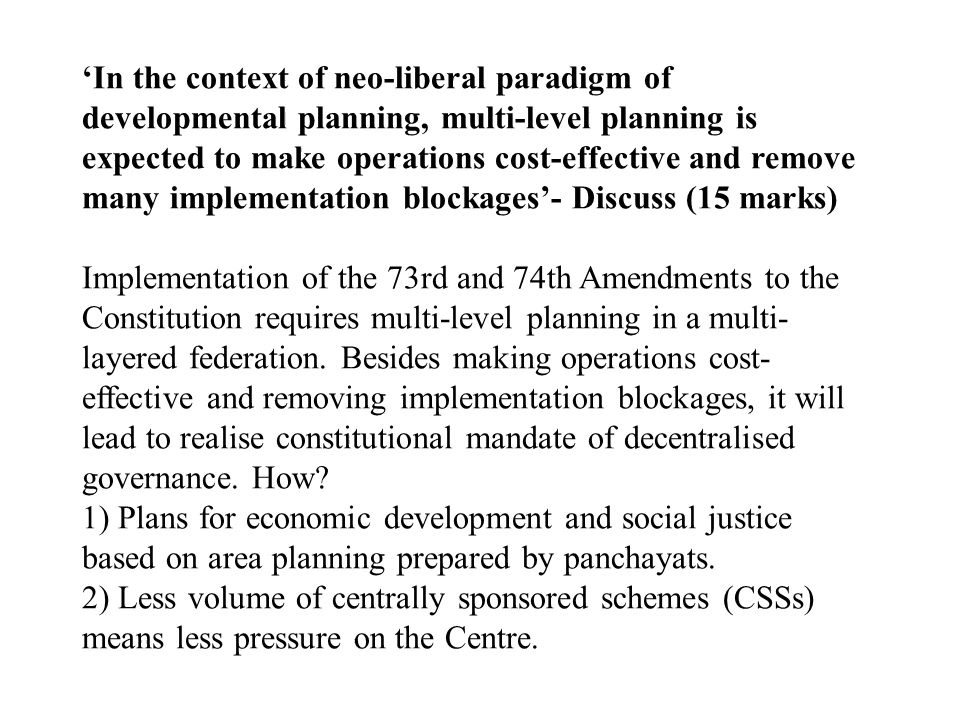 ‘In the context of neo-liberal paradigm of
developmental planning, multi-level planning is
expected to make operations cost-effective and remove
many implementation blockages’- Discuss (15 marks)
Implementation of the 73rd and 74th Amendments to the
Constitution requires multi-level planning in a multi-
layered federation. Besides making operations cost-
effective and removing implementation blockages, it will
lead to realise constitutional mandate of decentralised
governance. How?
1) Plans for economic development and social justice
based on area planning prepared by panchayats.
2) Less volume of centrally sponsored schemes (CSSs)
means less pressure on the Centre.